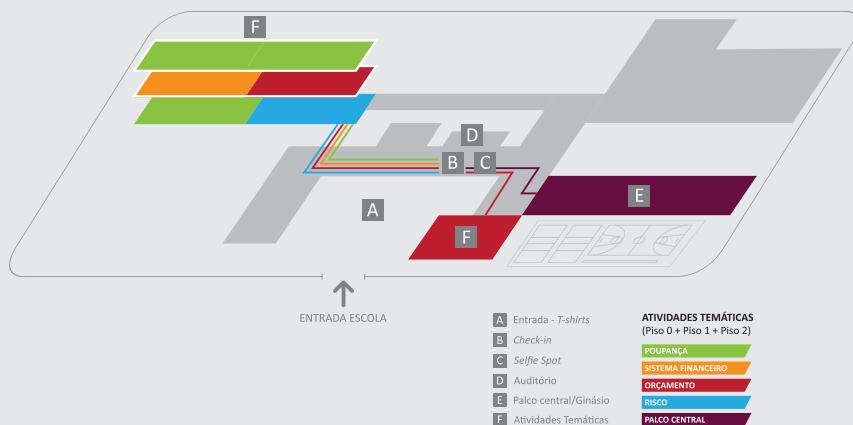 F
D
B C
E
A
F
ENTRADA ESCOLA
A Entrada - T-shirts
B Check-in
C Selfie Spot
D Auditório
E Palco central/Ginásio
F Atividades Temáticas
ATIVIDADES TEMÁTICAS
(Piso 0 + Piso 1 + Piso 2)
POUPANÇA
SISTEMA FINANCEIRO
ORÇAMENTO
RISCO
PALCO CENTRAL